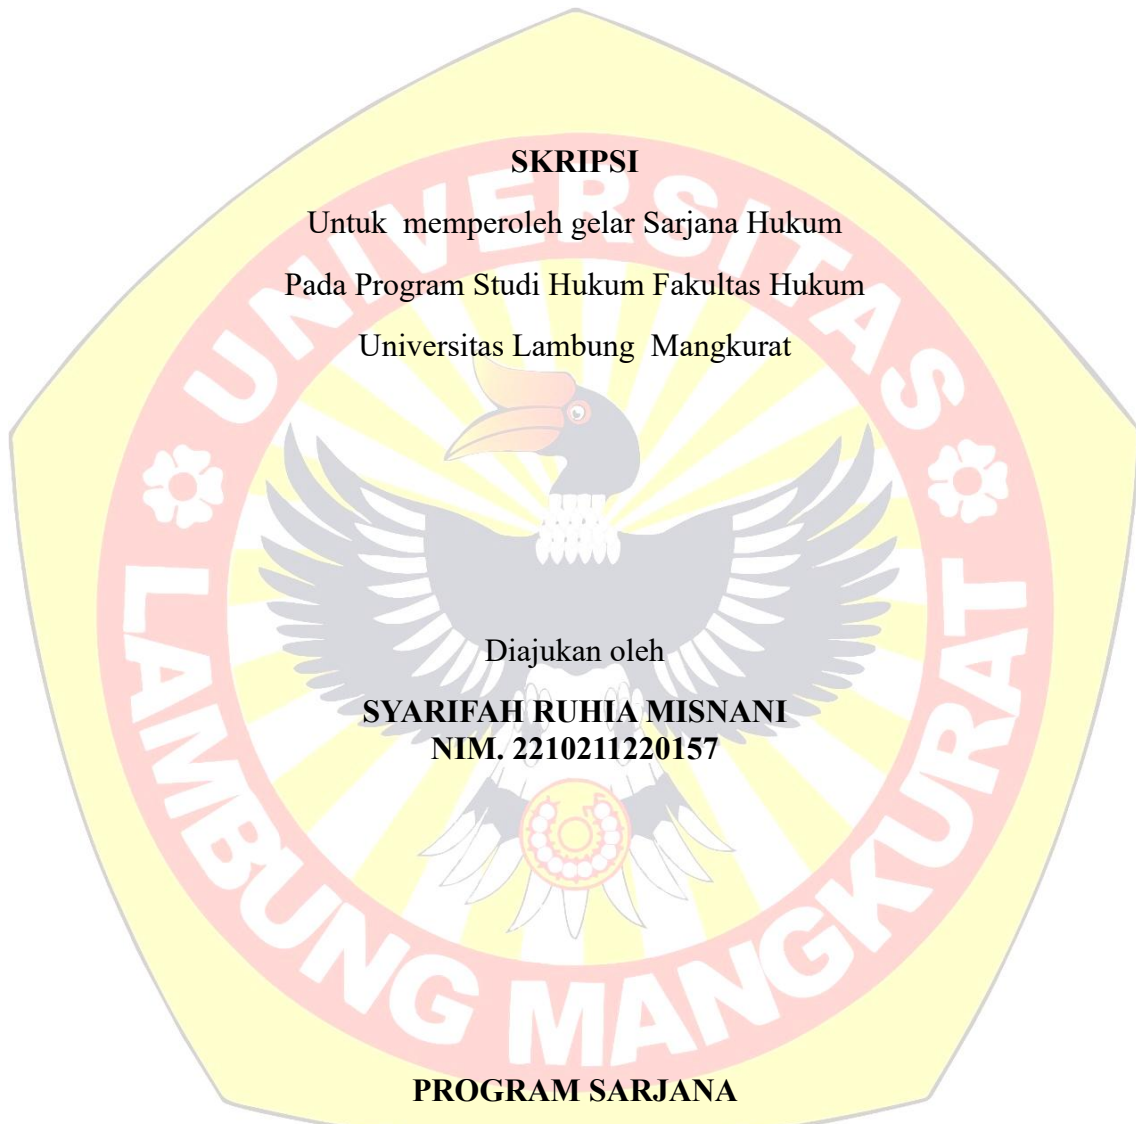 SKRIPSI
Untuk memperoleh gelar Sarjana Hukum
Pada Program Studi Hukum Fakultas Hukum
Universitas Lambung Mangkurat
UNIVERSITAS
Diajukan oleh
SYARIFAH RUHIA MISNANI
NIM. 2210211220157
LAMBUNG MANGKURAT
PROGRAM SARJANA